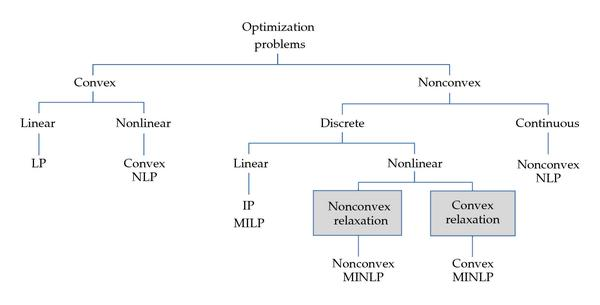 Optimization
problems
Convex
Nonconvex
Linear
Nonlinear
Discrete
Continuous
LP
Convex
NLP
Linear
Nonlinear
Nonconvex
NLP
IP
MILP
Nonconvex
relaxation
Convex
relaxation
Nonconvex
MINLP
Convex
MINLP